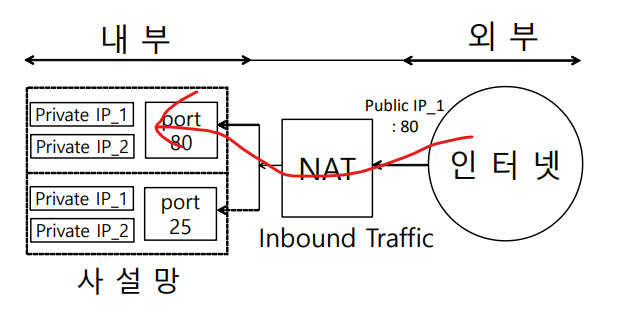 내 부
외 부
Private IP_1
Private IP_2
port
80
Private IP_1
Private IP_2
port
25
사 설 망
NAT
Inbound Traffic
Public IP_1
: 80
인 터 넷